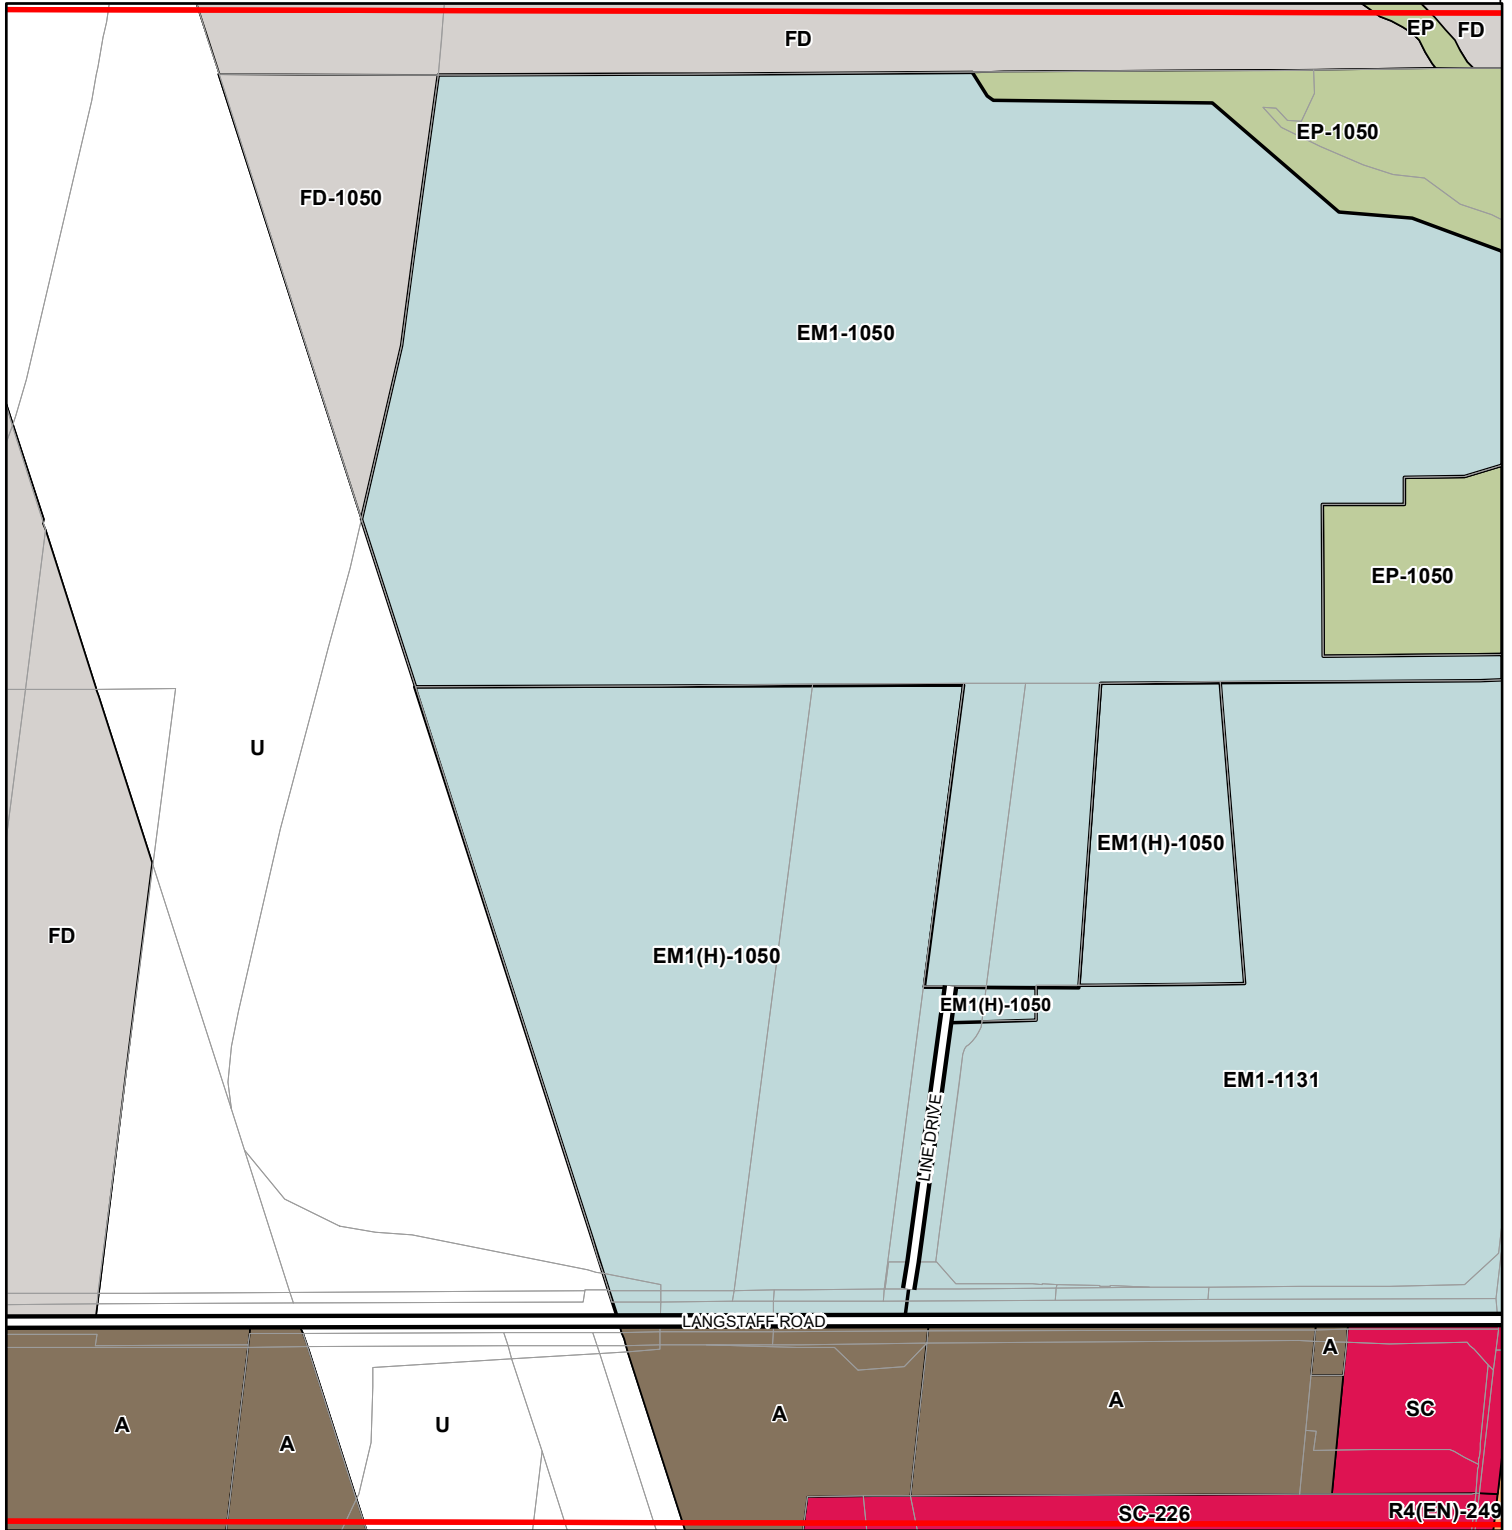 EP
FD
FD
EP-1050
FD-1050
EM1-1050
EP-1050
U
EM1(H)-1050
FD
EM1(H)-1050
EM1(H)-1050
EM1-1131
LINE DRIVE
LANGSTAFF ROAD
A
A
A
SC
A
U
A
A
SC-226
R4(EN)-249